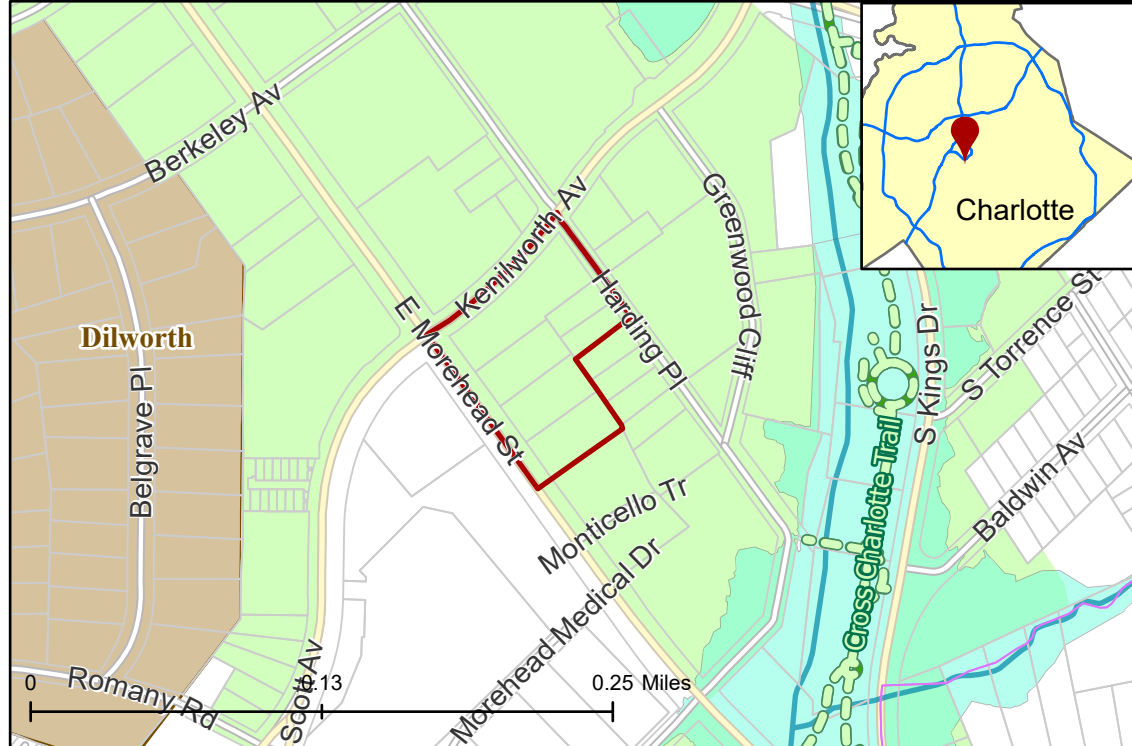 Berkeley Av
Kenilworth Av
Greenwood Cliff
Charlotte
E Morehead St
Harding Pl
Dilworth
Belgrave Pl
S Kings Dr
S Torrence St
Cross Charlotte Trail
Baldwin Av
Monticello Tr
Morehead Medical Dr
Scott Av
Romany Rd
0
0.13
0.25 Miles